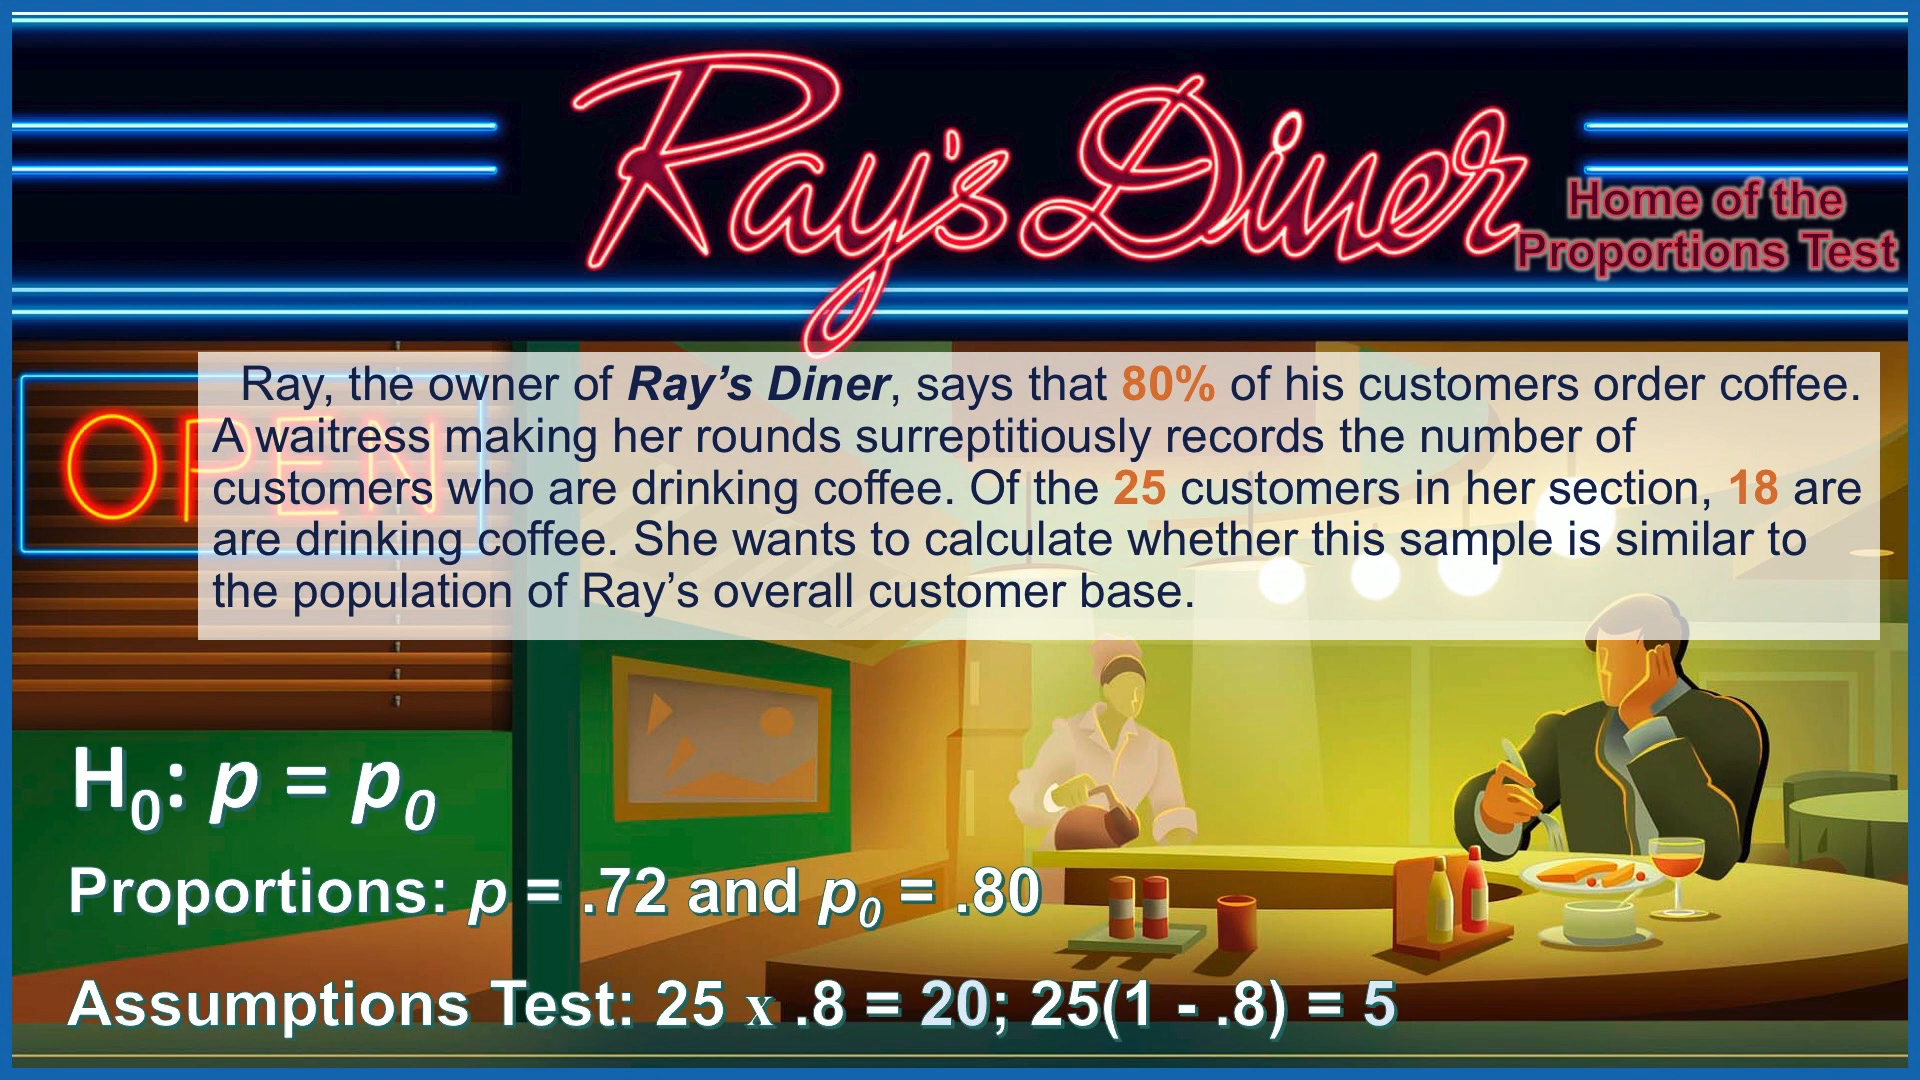 Ray's Diner
Home of the
Proportions Test
OPEN
Ray, the owner of Ray’s Diner, says that 80% of his customers order coffee.
A waitress making her rounds surreptitiously records the number of
customers who are drinking coffee. Of the 25 customers in her section, 18 are
are drinking coffee. She wants to calculate whether this sample is similar to
the population of Ray’s overall customer base.
H₀: p = p₀
Proportions: p = .72 and p₀ = .80
Assumptions Test: 25 x .8 = 20; 25(1 - .8) = 5